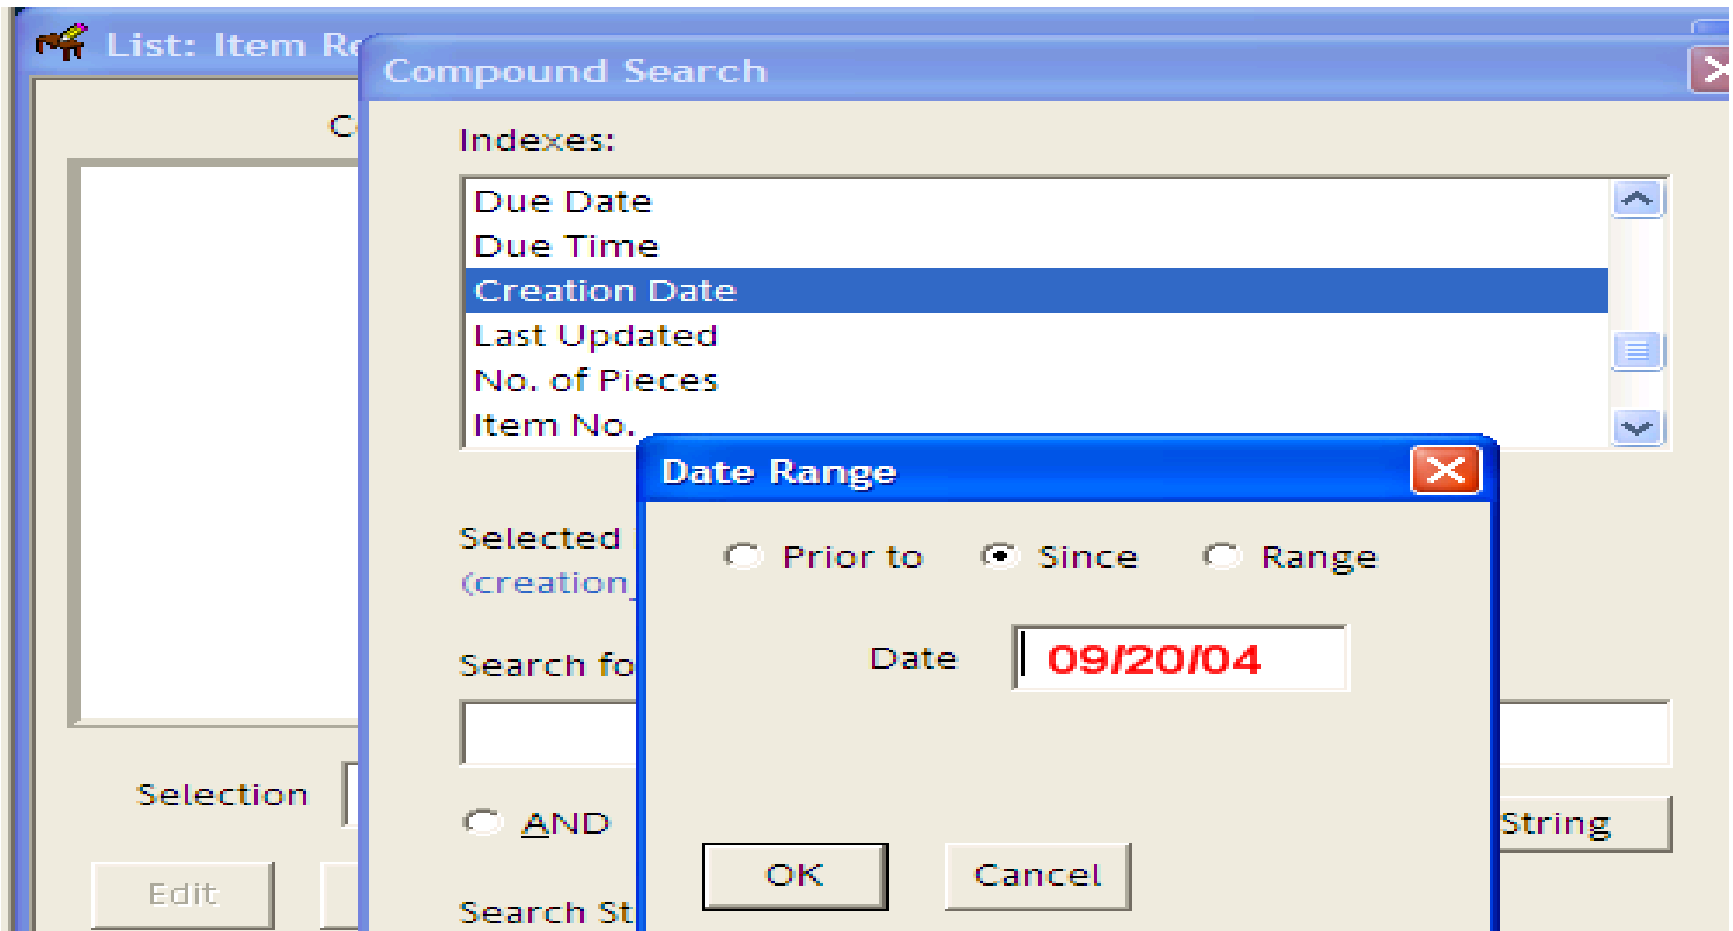 List: Item Re
Compound Search
Indexes:
Due Date
Due Time
Creation Date
Last Updated
No. of Pieces
Item No.
Date Range
Selected
(creation_
Prior to Since Range
Date 09/20/04
Search fo
Selection
AND
String
OK Cancel
Edit
Search St